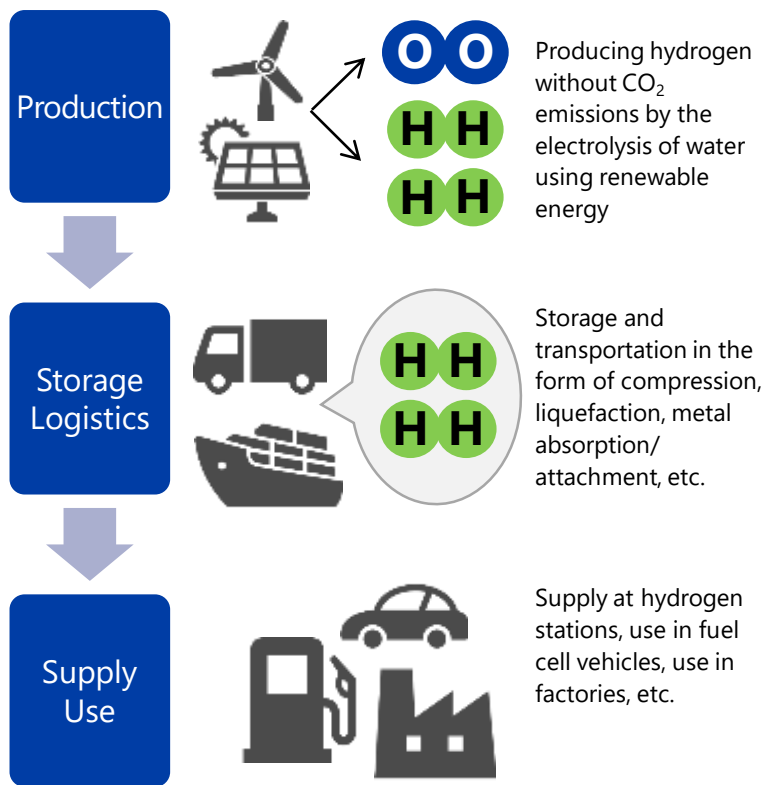 Production
O O
H H
H H
Producing hydrogen
without CO₂
emissions by the
electrolysis of water
using renewable
energy
Storage
Logistics
H H
H H
Storage and
transportation in the
form of compression,
liquefaction, metal
absorption/
attachment, etc.
Supply
Use
Supply at hydrogen
stations, use in fuel
cell vehicles, use in
factories, etc.